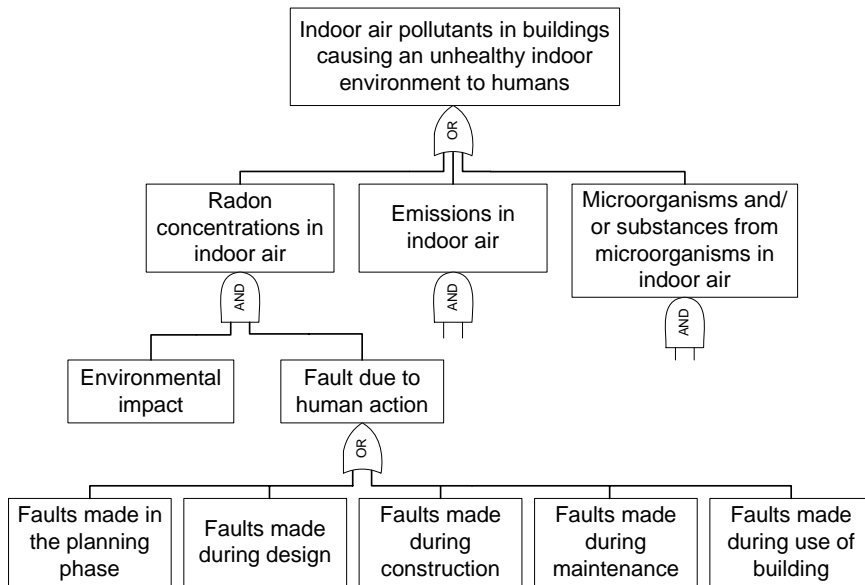 Indoor air pollutants in buildings
causing an unhealthy indoor
environment to humans
OR
Radon
concentrations in
indoor air
Emissions in
indoor air
Microorganisms and/
or substances from
microorganisms in
indoor air
AND
AND
AND
Environmental
impact
Fault due to
human action
OR
Faults made in
the planning
phase
Faults made
during design
Faults made
during
construction
Faults made
during
maintenance
Faults made
during use of
building